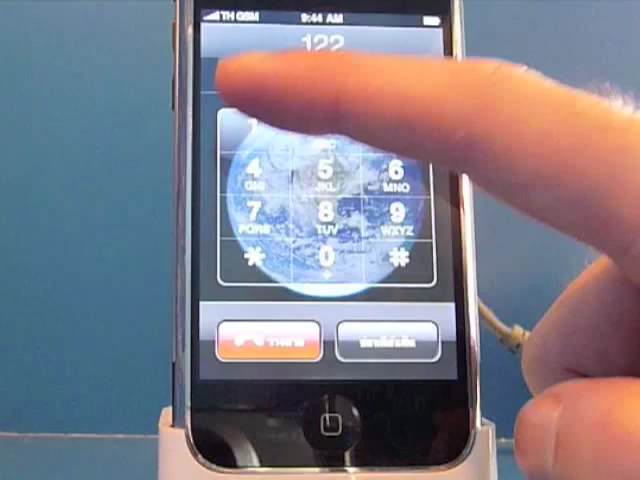 TH GSM 9:44 AM
122
4 5 6
GHI JKL MNO
7 8 9
PQRS TUV WXYZ
* 0 #
+